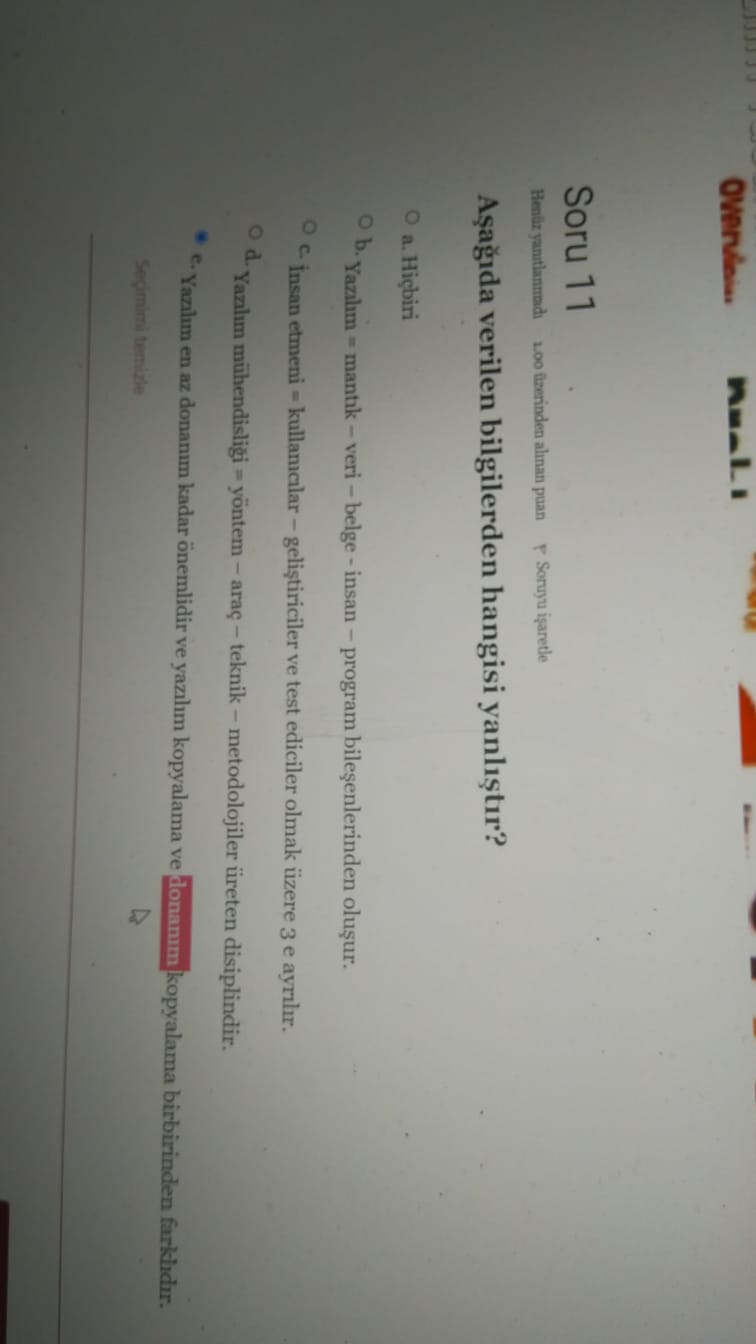 Soru 11
Henüz yanıtlanmadı 1.00 üzerinden alınan puan Soruyu işaretle
Aşağıda verilen bilgilerden hangisi yanlıştır?
a. Hiçbiri
b. Yazılım = mantık – veri – belge - insan – program bileşenlerinden oluşur.
c. İnsan etmeni = kullanıcılar – geliştiriciler ve test ediciler olmak üzere 3 e ayrılır.
d. Yazılım mühendisliği = yöntem – araç – teknik – metodolojiler üreten disiplindir.
e. Yazılım en az donanım kadar önemlidir ve yazılım kopyalama ve donanım kopyalama birbirinden farklıdır.
Seçimimi temizle